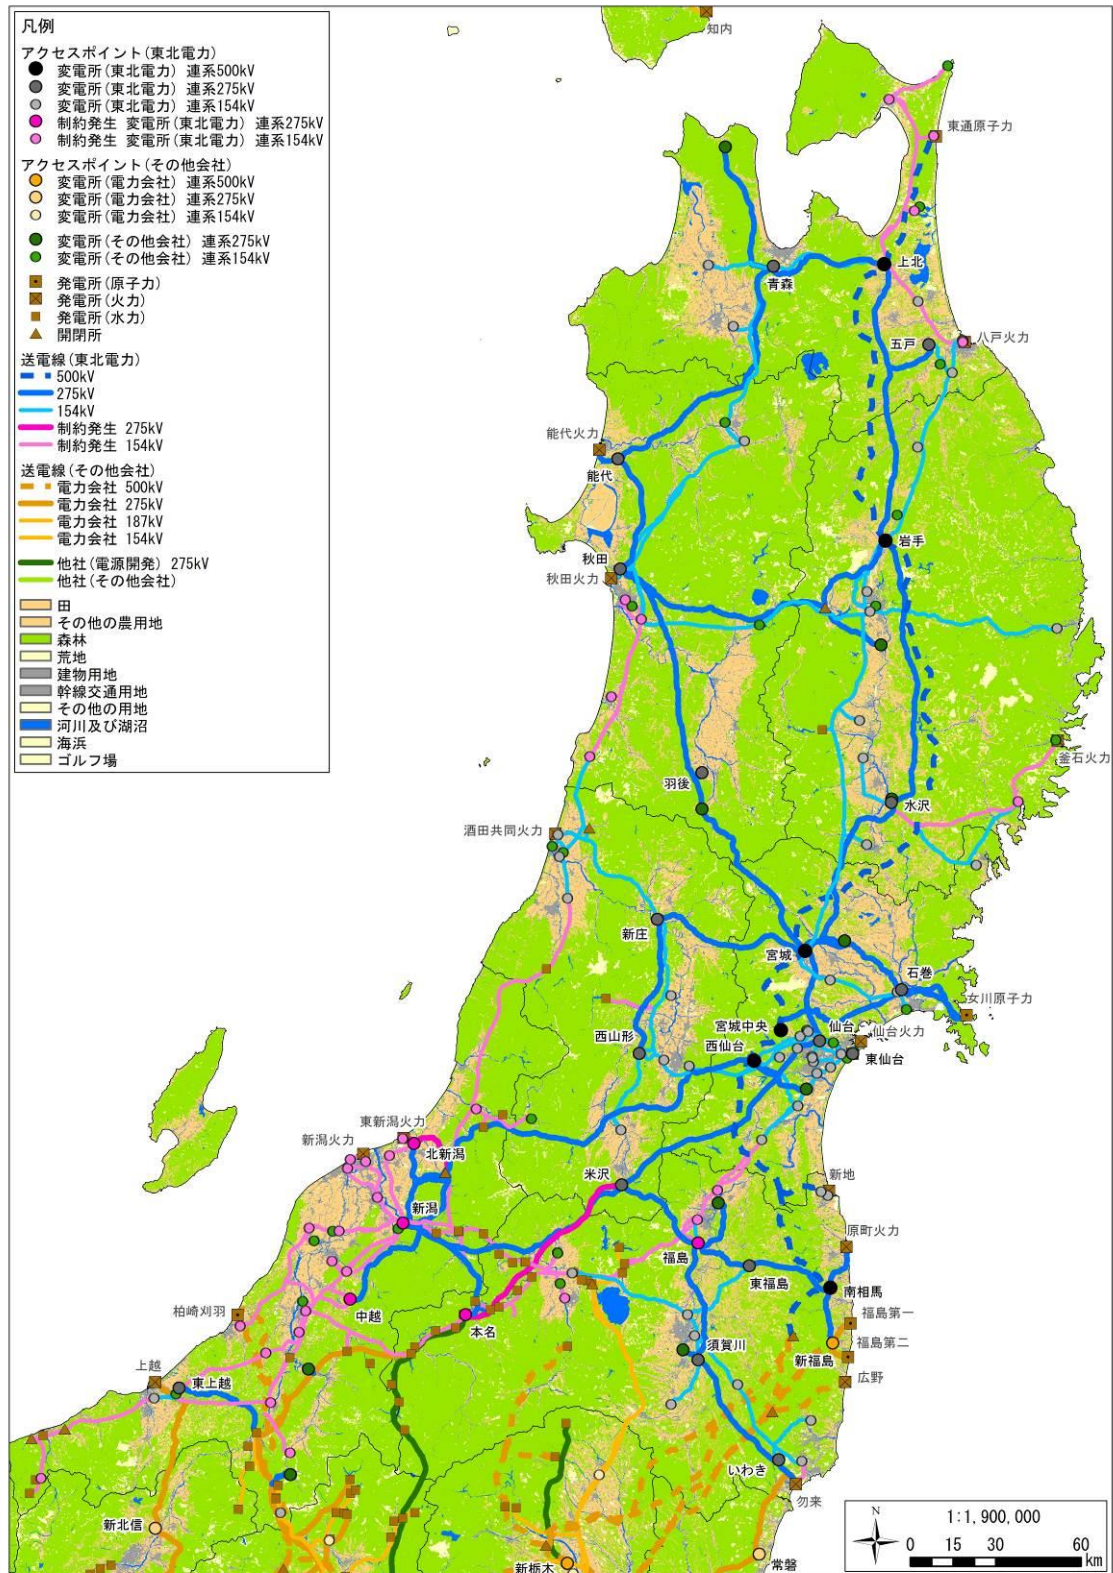 凡例
アクセスポイント(東北電力)
変電所(東北電力) 連系500kV
変電所(東北電力) 連系275kV
変電所(東北電力) 連系154kV
制約発生 変電所(東北電力) 連系275kV
制約発生 変電所(東北電力) 連系154kV
アクセスポイント(その他会社)
変電所(電力会社) 連系500kV
変電所(電力会社) 連系275kV
変電所(電力会社) 連系154kV
変電所(その他会社) 連系275kV
変電所(その他会社) 連系154kV
発電所(原子力)
発電所(火力)
発電所(水力)
開閉所
送電線(東北電力)
500kV
275kV
154kV
制約発生 275kV
制約発生 154kV
送電線(その他会社)
電力会社 500kV
電力会社 275kV
電力会社 187kV
電力会社 154kV
他社(電源開発) 275kV
他社(その他会社)
田
その他の農用地
森林
荒地
建物用地
幹線交通用地
その他の用地
河川及び湖沼
海浜
ゴルフ場
知内
東通原子力
上北
青森
五戸
八戸火力
能代火力
能代
岩手
秋田
秋田火力
釜石火力
羽後
水沢
酒田共同火力
新庄
宮城
石巻
女川原子力
宮城中央
仙台
仙台火力
西山形
西仙台
東仙台
東新潟火力
新潟火力
北新潟
米沢
新地
新潟
原町火力
福島
東福島
南相馬
柏崎刈羽
中越
本名
福島第一
須賀川
新福島
福島第二
上越
広野
東上越
いわき
勿来
新北信
新栃木
常磐
N
1:1,900,000
0 15 30 60
km